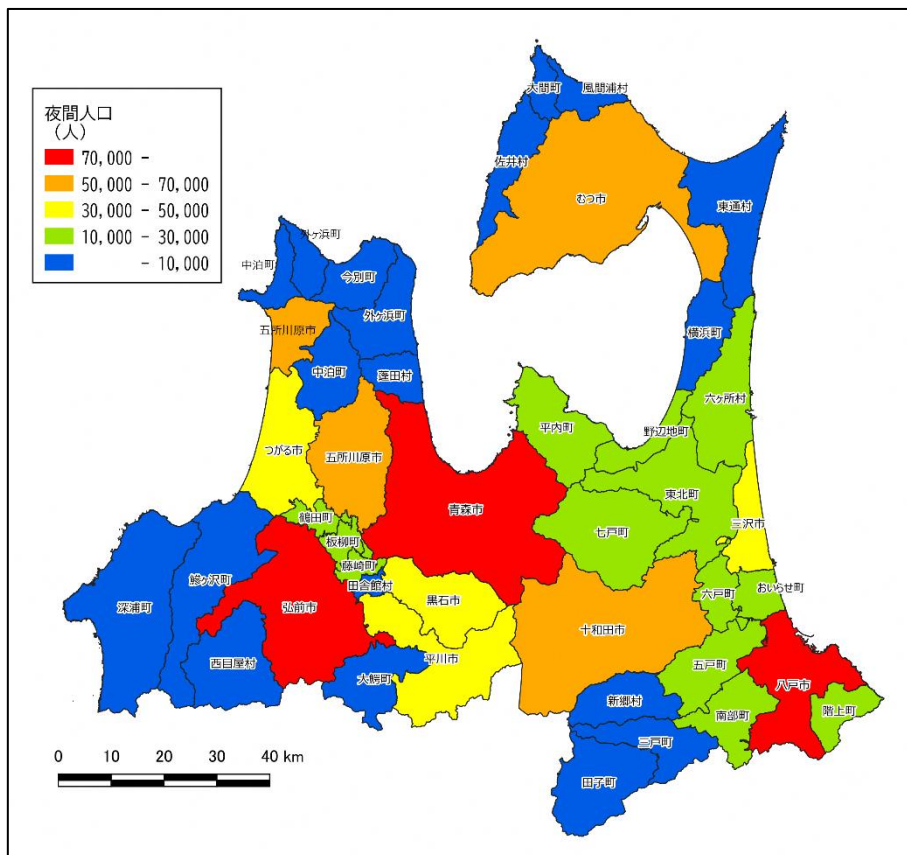 夜間人口
（人）
70,000 -
50,000 - 70,000
30,000 - 50,000
10,000 - 30,000
- 10,000
大間町
風間浦村
佐井村
むつ市
東通村
外ヶ浜町
中泊町
今別町
外ヶ浜町
五所川原市
横浜町
中泊町
蓬田村
六ヶ所村
平内町
野辺地町
つがる市
五所川原市
東北町
青森市
三沢市
鶴田町
七戸町
板柳町
藤崎町
田舎館村
鰺ヶ沢町
おいらせ町
六戸町
黒石市
深浦町
弘前市
十和田市
平川市
五戸町
西目屋村
大鰐町
八戸市
新郷村
南部町
階上町
三戸町
田子町
0 10 20 30 40 km